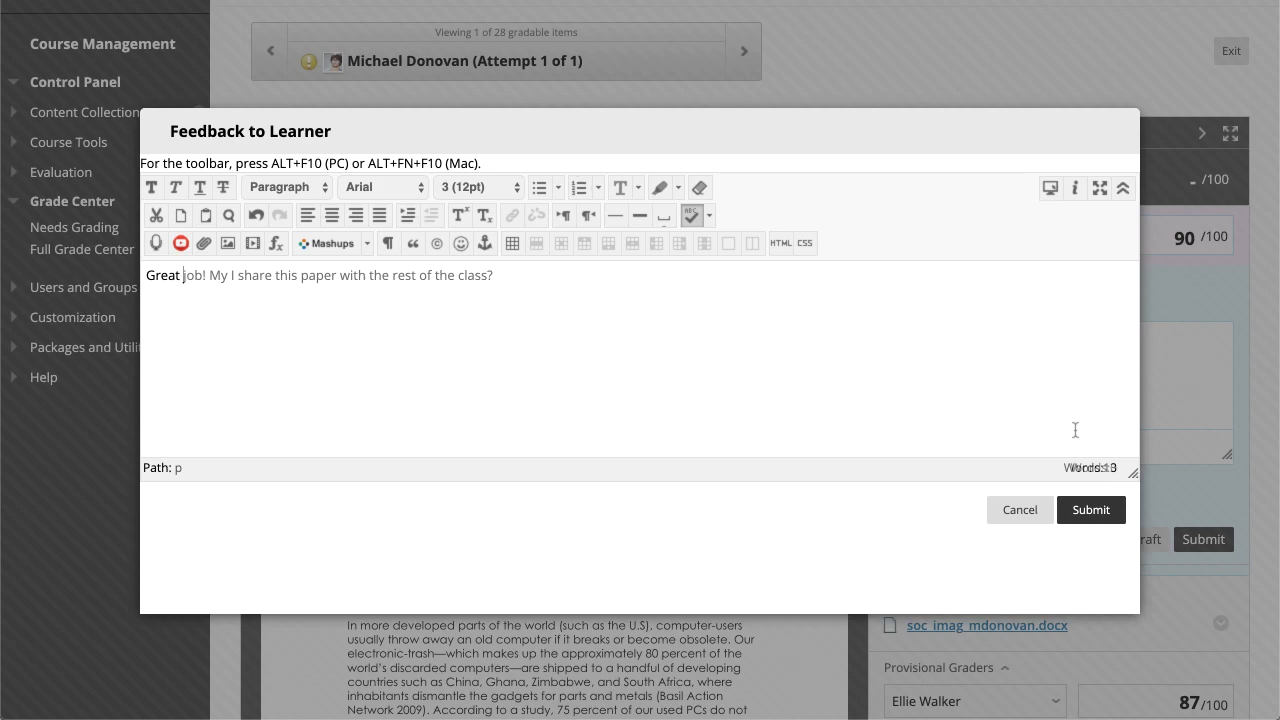 Course Management
Control Panel
Content Collection
Course Tools
Evaluation
Grade Center
Needs Grading
Full Grade Center
Users and Groups
Customization
Packages and Utili
Help
Viewing 1 of 28 gradable items
Michael Donovan (Attempt 1 of 1)
Exit
- /100
90 /100
Feedback to Learner
For the toolbar, press ALT+F10 (PC) or ALT+FN+F10 (Mac).
T T T T Paragraph Arial 3 (12pt)
Mashups
HTML CSS
Great job! My I share this paper with the rest of the class?
Path: p
Cancel Submit
raft Submit
In more developed parts of the world (such as the U.S), computer-users
usually throw away an old computer if it breaks or become obsolete. Our
electronic-trash—which makes up the approximately 80 percent of the
world's discarded computers—are shipped to a handful of developing
countries such as China, Ghana, Zimbabwe, and South Africa, where
inhabitants dismantle the gadgets for parts and metals (Basil Action
Network 2009). According to a study, 75 percent of our used PCs do not
soc_imag_mdonovan.docx
Provisional Graders
Ellie Walker
87 /100